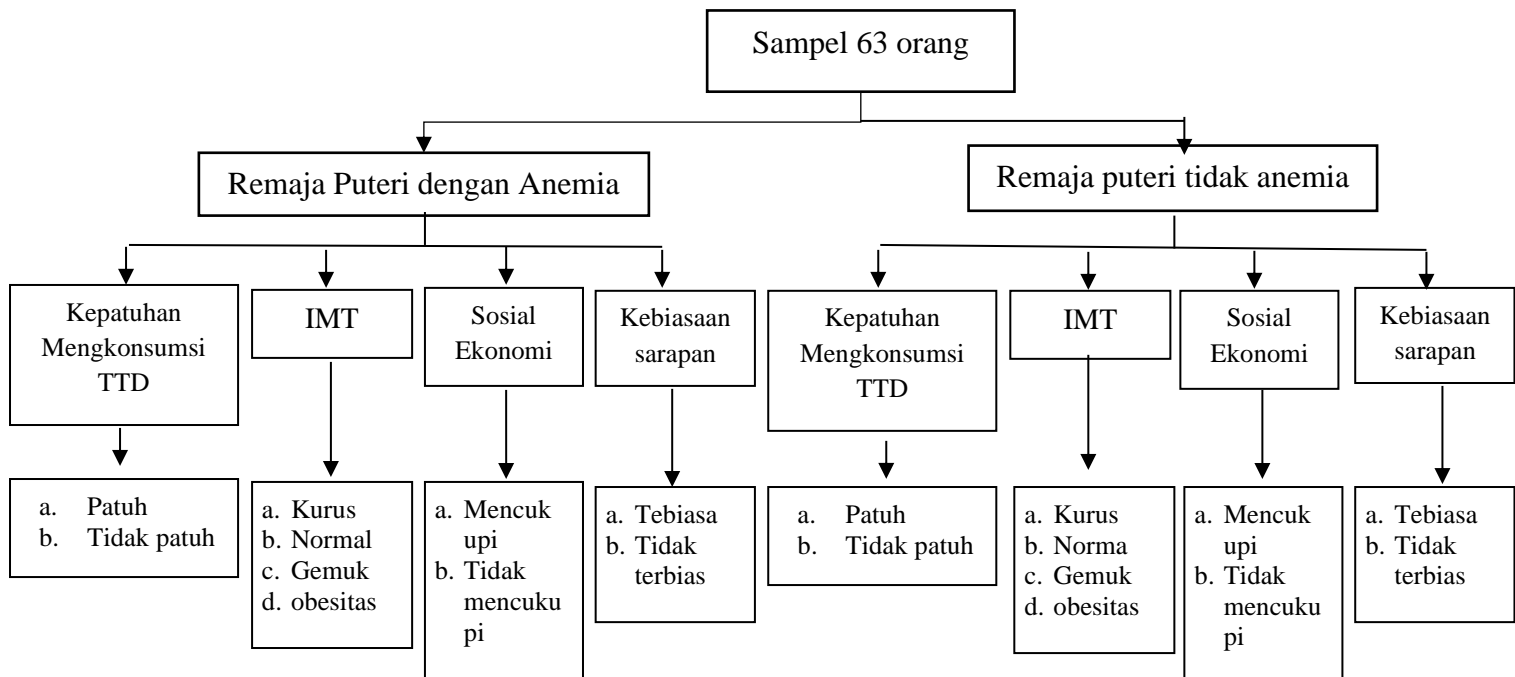 Sampel 63 orang
Remaja Puteri dengan Anemia
Remaja puteri tidak anemia
Kepatuhan
Mengkonsumsi
TTD
IMT
Sosial
Ekonomi
Kebiasaan
sarapan
Kepatuhan
Mengkonsumsi
TTD
IMT
Sosial
Ekonomi
Kebiasaan
sarapan
a. Patuh
b. Tidak patuh
a. Kurus
b. Normal
c. Gemuk
d. obesitas
a. Mencuk
upi
b. Tidak
mencuku
pi
a. Tebiasa
b. Tidak
terbias
a. Patuh
b. Tidak patuh
a. Kurus
b. Norma
c. Gemuk
d. obesitas
a. Mencuk
upi
b. Tidak
mencuku
pi
a. Tebiasa
b. Tidak
terbias